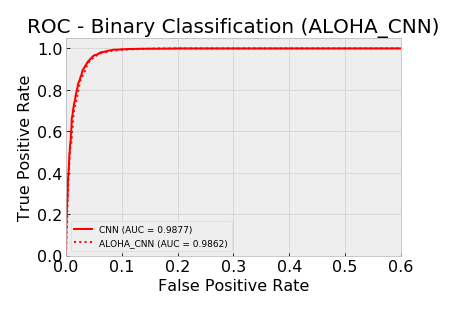 ROC - Binary Classification (ALOHA_CNN)
True Positive Rate
1.0
0.8
0.6
0.4
0.2
0.0
CNN (AUC = 0.9877)
ALOHA_CNN (AUC = 0.9862)
0.0 0.1 0.2 0.3 0.4 0.5 0.6
False Positive Rate